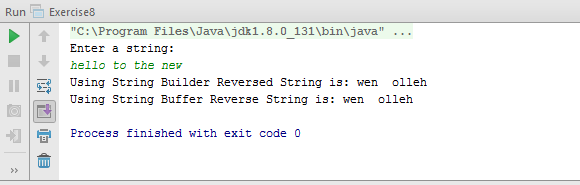 Run Exercise8
"C:\Program Files\Java\jdk1.8.0_131\bin\java" ...
Enter a string:
hello to the new
Using String Builder Reversed String is: wen  olleh
Using String Buffer Reverse String is: wen  olleh
Process finished with exit code 0